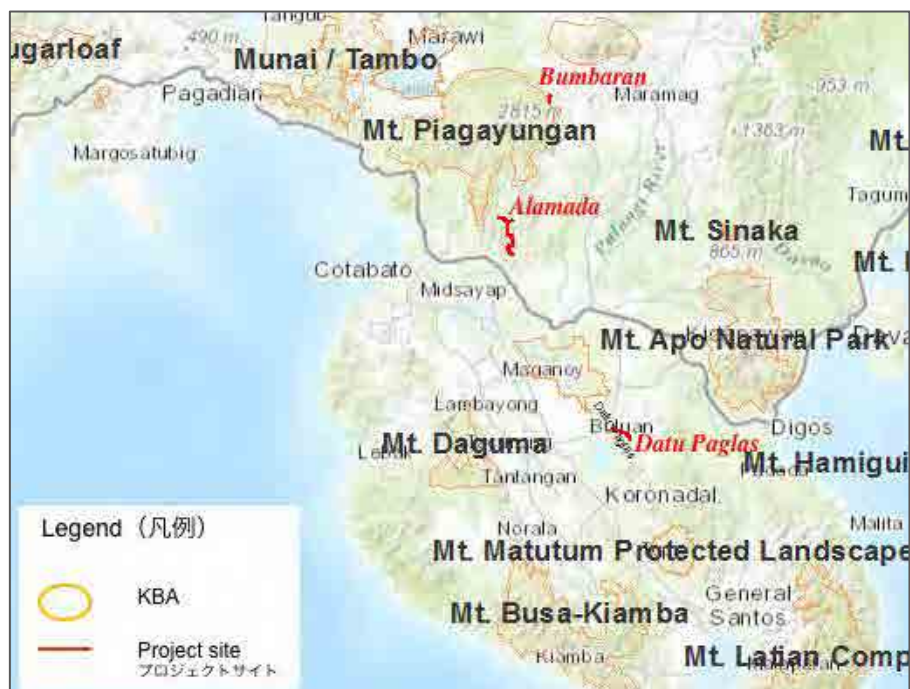 Tangub
ugarloaf
490 m
Marawi
Munai / Tambo
Bumbaran
Pagadian
Maramag
953 m
2815 m
Mt. Piagayungan
1363 m
Mt.
Margosatubig
Alamada
Pulangi River
Tagum
Mt. Sinaka
865 m
Davao
Cotabato
Mt.
Midsayap
Mt. Apo Natural Park
Maganoy
Lambayong
Buluan
Digos
Mt. Daguma
Datu Paglas
Tantangan
Mt. Hamigui
Koronadal
Norala
Malita
Mt. Matutum Protected Landscape
General
Santos
Mt. Busa-Kiamba
Kiamba
Mt. Latian Comp
Legend (凡例)
KBA
Project site
プロジェクトサイト